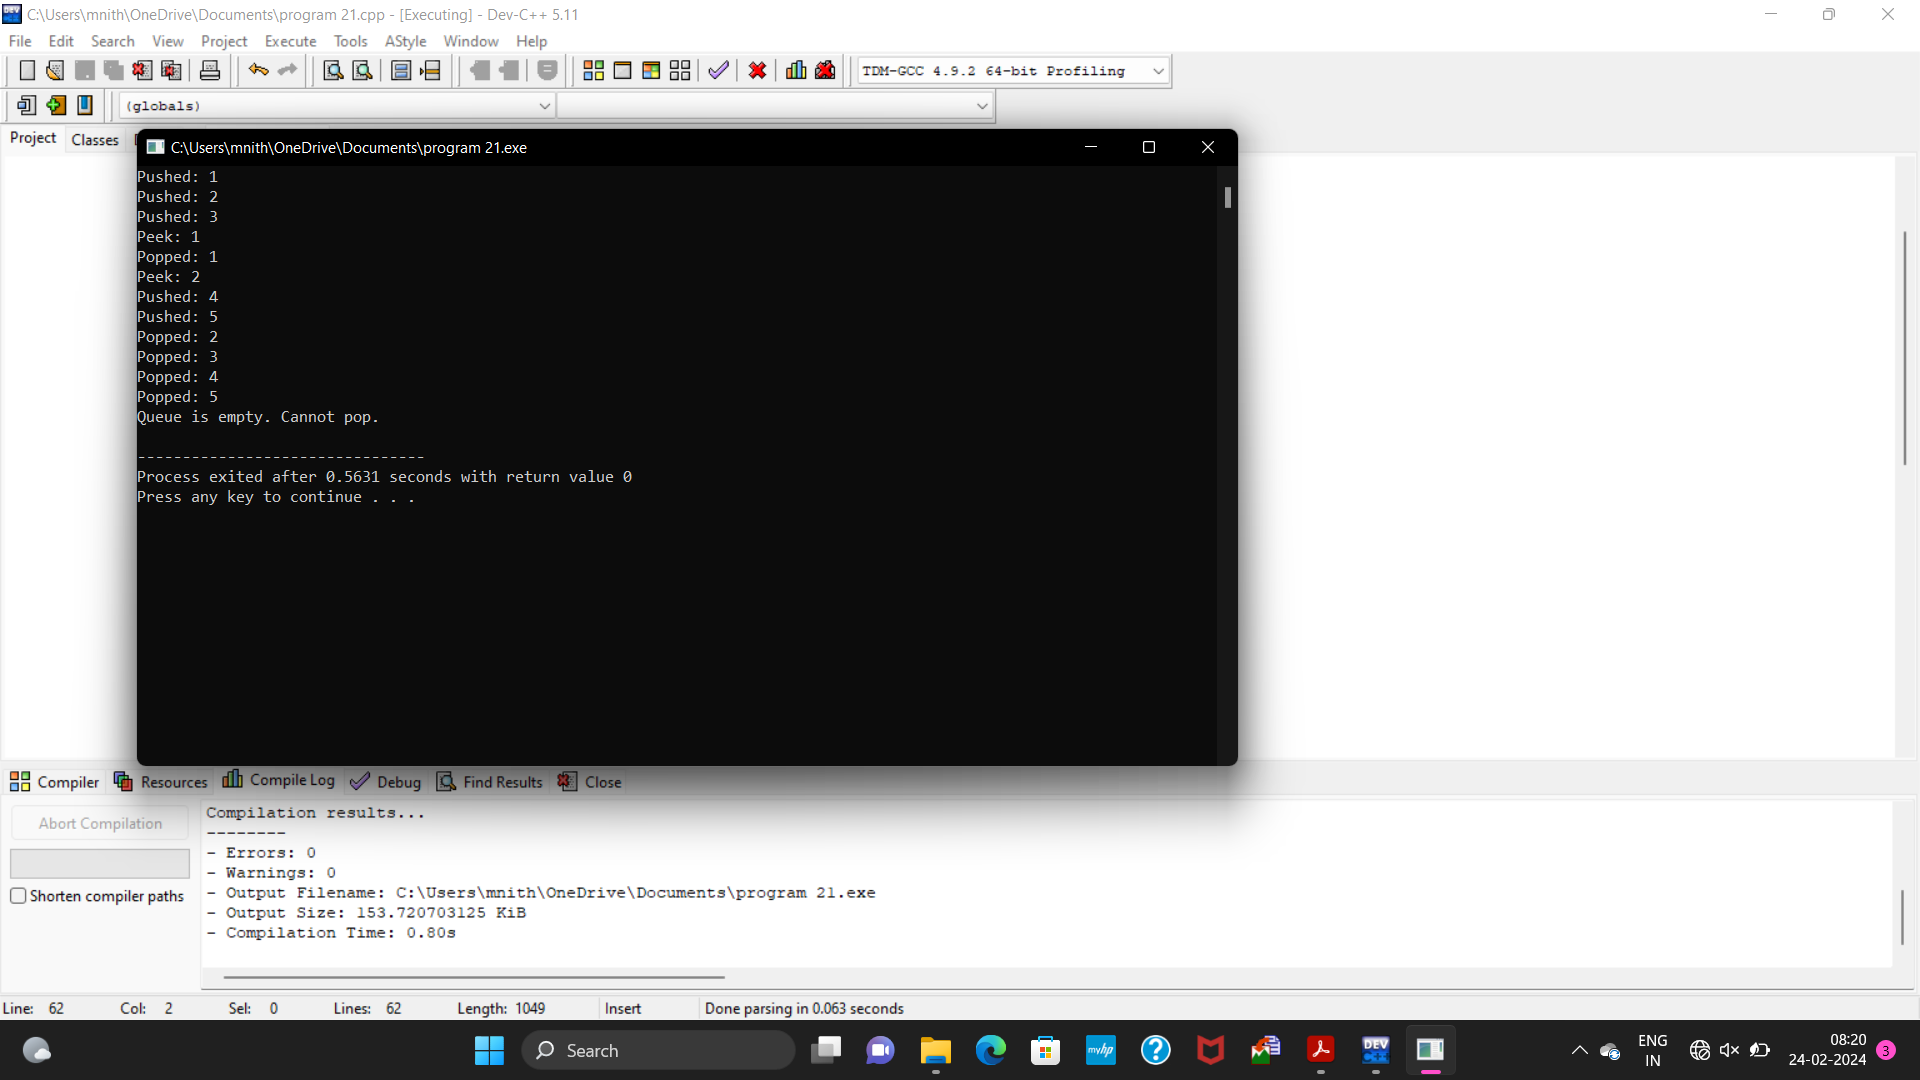 C:\Users\mnith\OneDrive\Documents\program 21.cpp - [Executing] - Dev-C++ 5.11
File Edit Search View Project Execute Tools AStyle Window Help
TDM-GCC 4.9.2 64-bit Profiling
(globals)
Project Classes
C:\Users\mnith\OneDrive\Documents\program 21.exe
Pushed: 1
Pushed: 2
Pushed: 3
Peek: 1
Popped: 1
Peek: 2
Pushed: 4
Pushed: 5
Popped: 2
Popped: 3
Popped: 4
Popped: 5
Queue is empty. Cannot pop.
--------------------------------
Process exited after 0.5631 seconds with return value 0
Press any key to continue . . .
Compiler Resources Compile Log Debug Find Results Close
Abort Compilation
Shorten compiler paths
Compilation results...
--------
- Errors: 0
- Warnings: 0
- Output Filename: C:\Users\mnith\OneDrive\Documents\program 21.exe
- Output Size: 153.720703125 KiB
- Compilation Time: 0.80s
Line: 62 Col: 2 Sel: 0 Lines: 62 Length: 1049 Insert Done parsing in 0.063 seconds
Search
myhp
DEV
C++
ENG
IN
08:20
24-02-2024
3